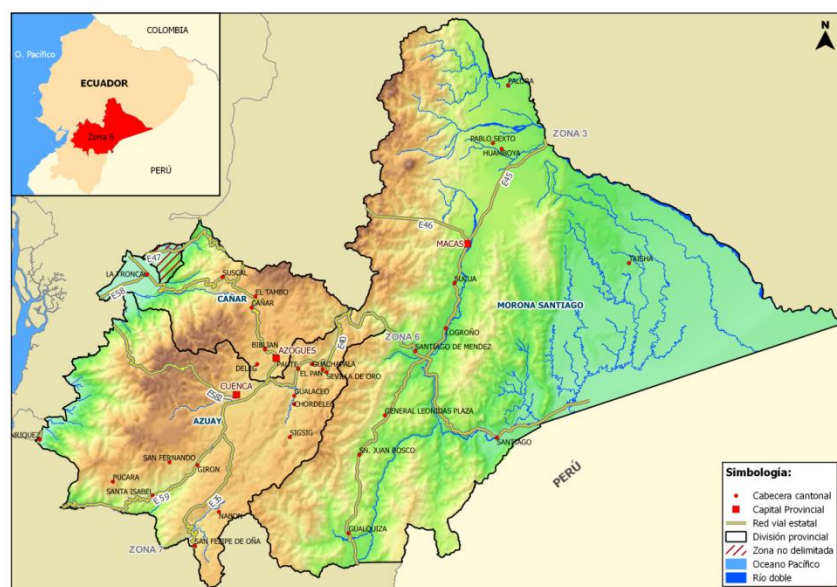 COLOMBIA
O. Pacífico
ECUADOR
Zona 6
PERÚ
N
PALORA
ZONA 3
PABLO SEXTO
HUAMBOYA
E45
E46
MACAS
TAISHA
E47
LA TRONCAL
SUSCAL
SUCUA
E58
EL TAMBO
CAÑAR
CAÑAR
MORONA SANTIAGO
E40
LOGROÑO
ZONA 6
BIBLIAN
SANTIAGO DE MENDEZ
AZOGUES
DELEG
PAUTE
GUACHAPALA
EL PAN
SEVILLA DE ORO
CUENCA
E582
GUALACEO
CHORDELEG
AZUAY
GENERAL LEONIDAS PLAZA
NRIQUEZ
SIGSIG
SANTIAGO
SN. JUAN BOSCO
SAN FERNANDO
GIRON
PERÚ
PUCARA
SANTA ISABEL
E59
E35
NABON
GUALQUIZA
ZONA 7
SAN FELIPE DE OÑA
Simbología:
Cabecera cantonal
Capital Provincial
Red vial estatal
División provincial
Zona no delimitada
Oceano Pacífico
Río doble